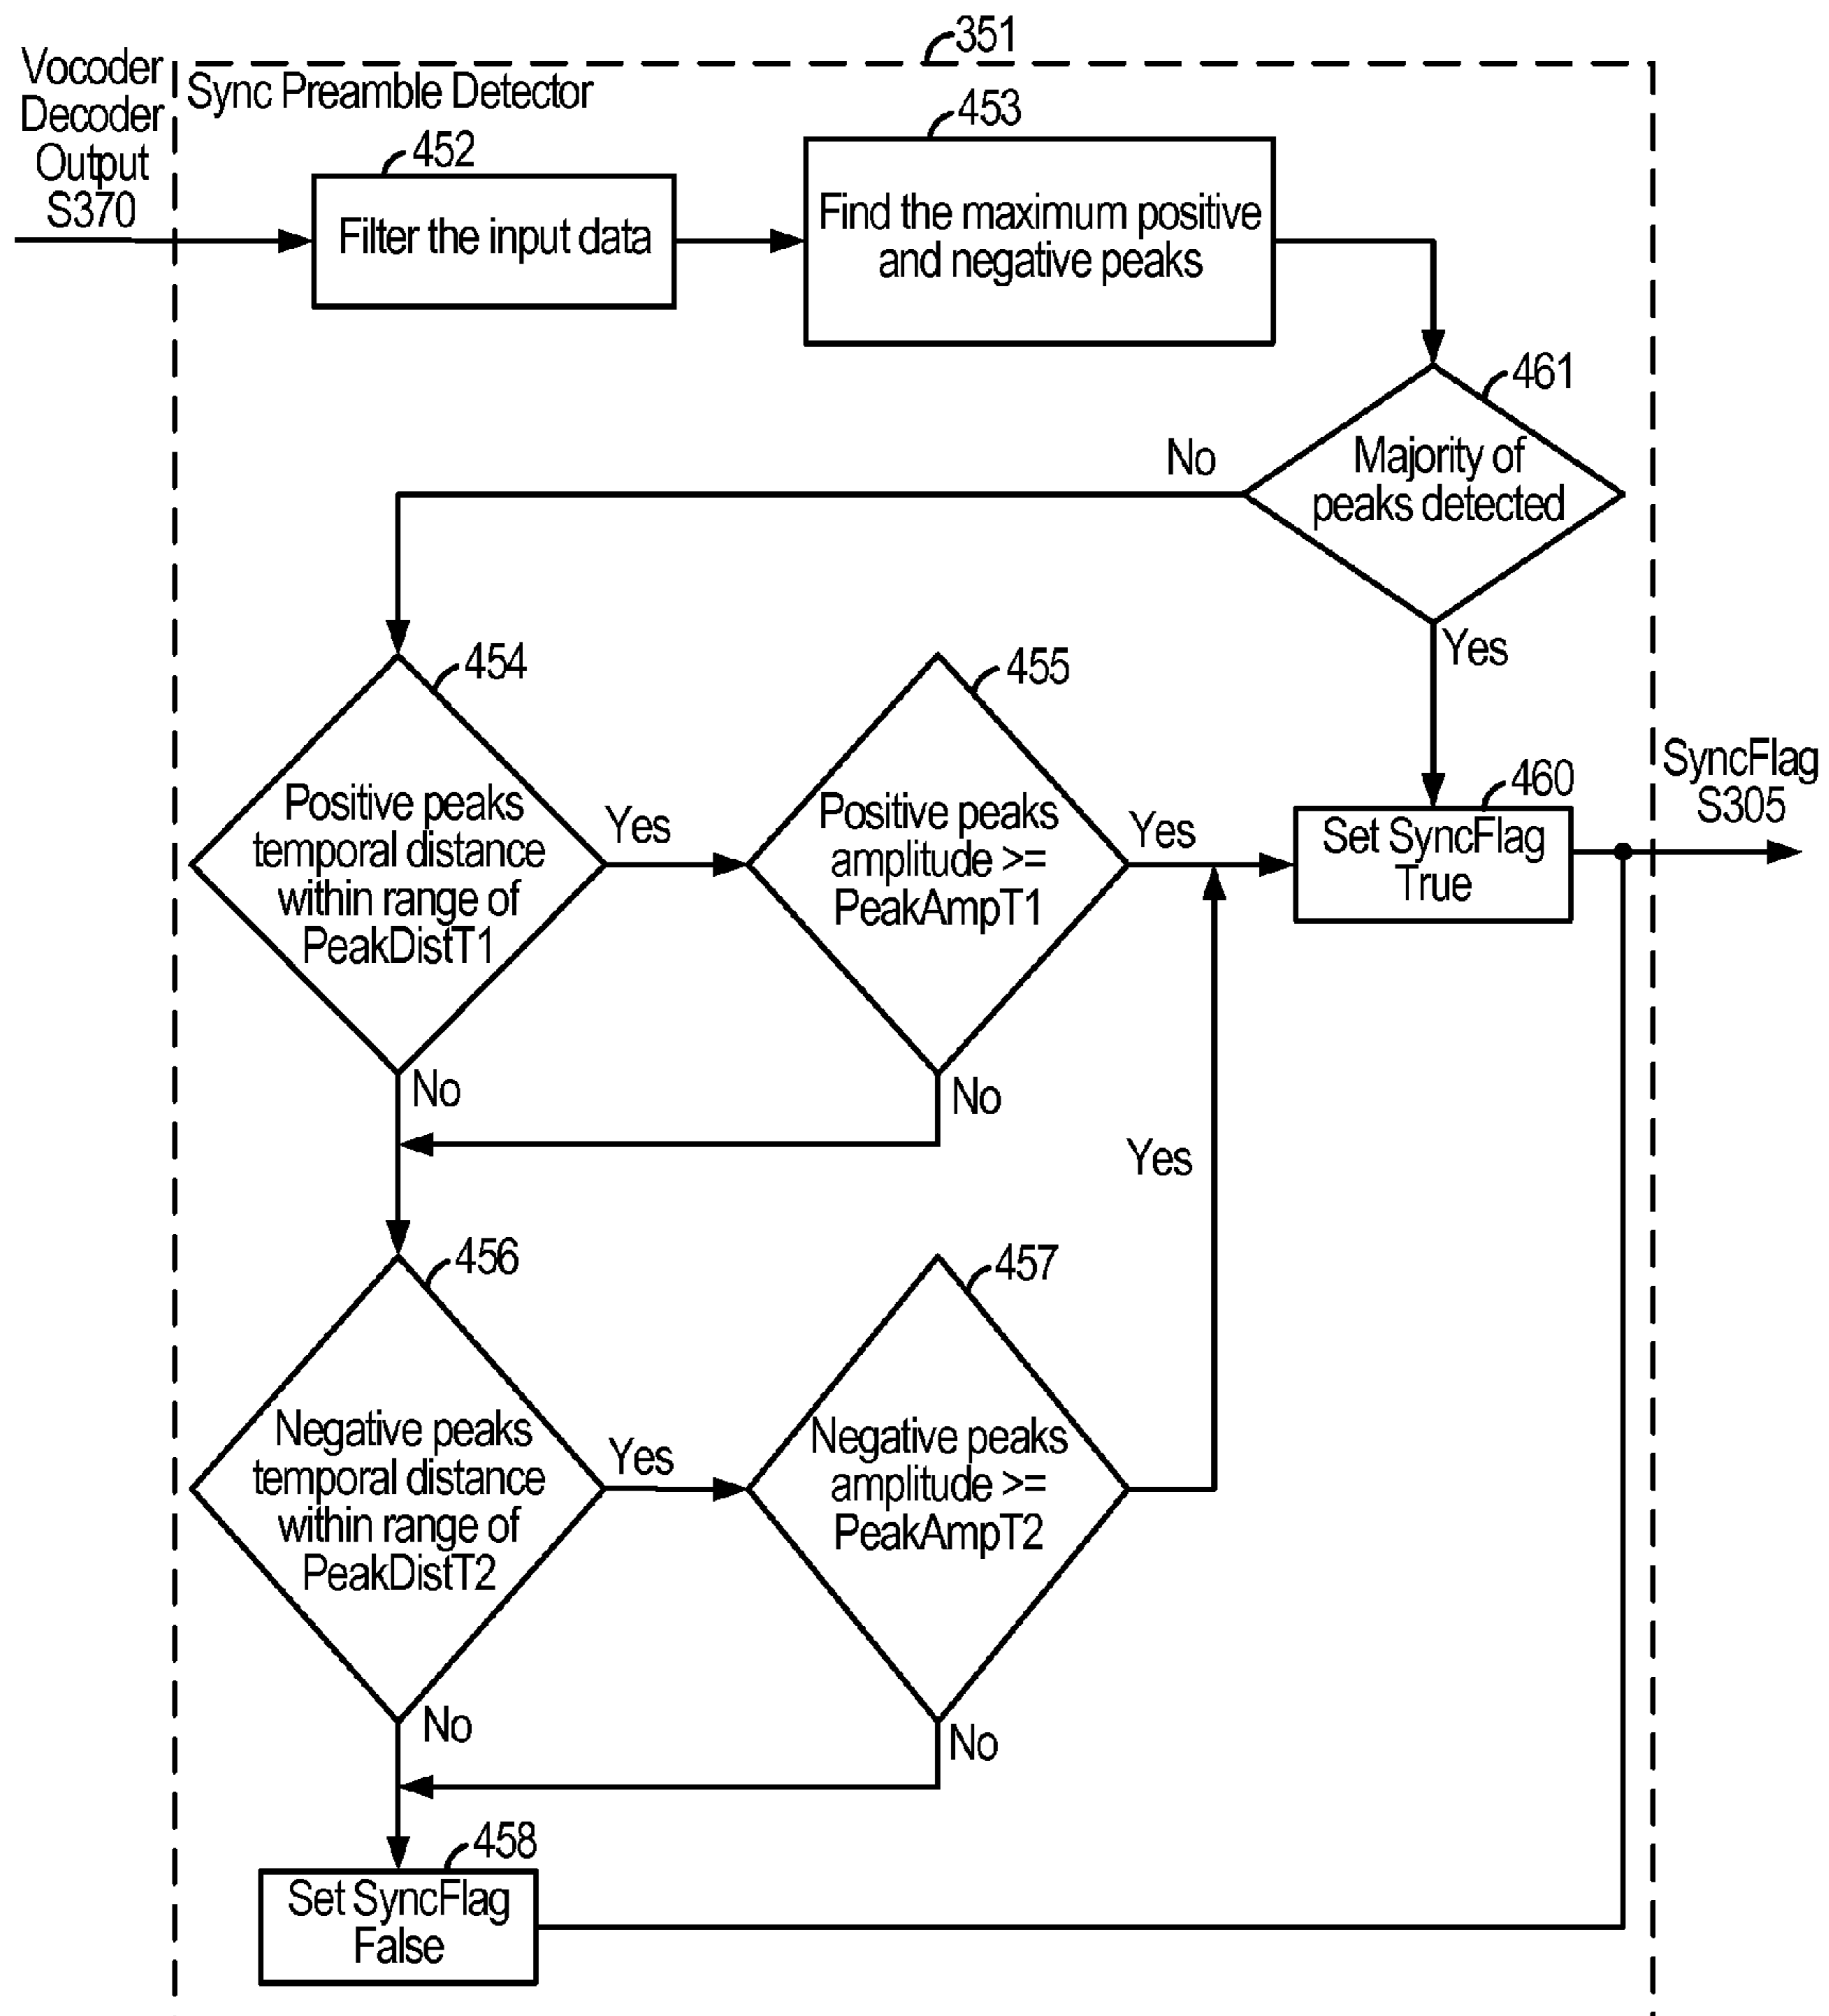 351
Vocoder
Decoder
Output
S370
Sync Preamble Detector
452
Filter the input data
453
Find the maximum positive
and negative peaks
461
Majority of
peaks detected
No
Yes
454
Positive peaks
temporal distance
within range of
PeakDistT1
Yes
No
455
Positive peaks
amplitude >=
PeakAmpT1
Yes
No
460
Set SyncFlag
True
SyncFlag
S305
456
Negative peaks
temporal distance
within range of
PeakDistT2
Yes
No
457
Negative peaks
amplitude >=
PeakAmpT2
Yes
No
458
Set SyncFlag
False